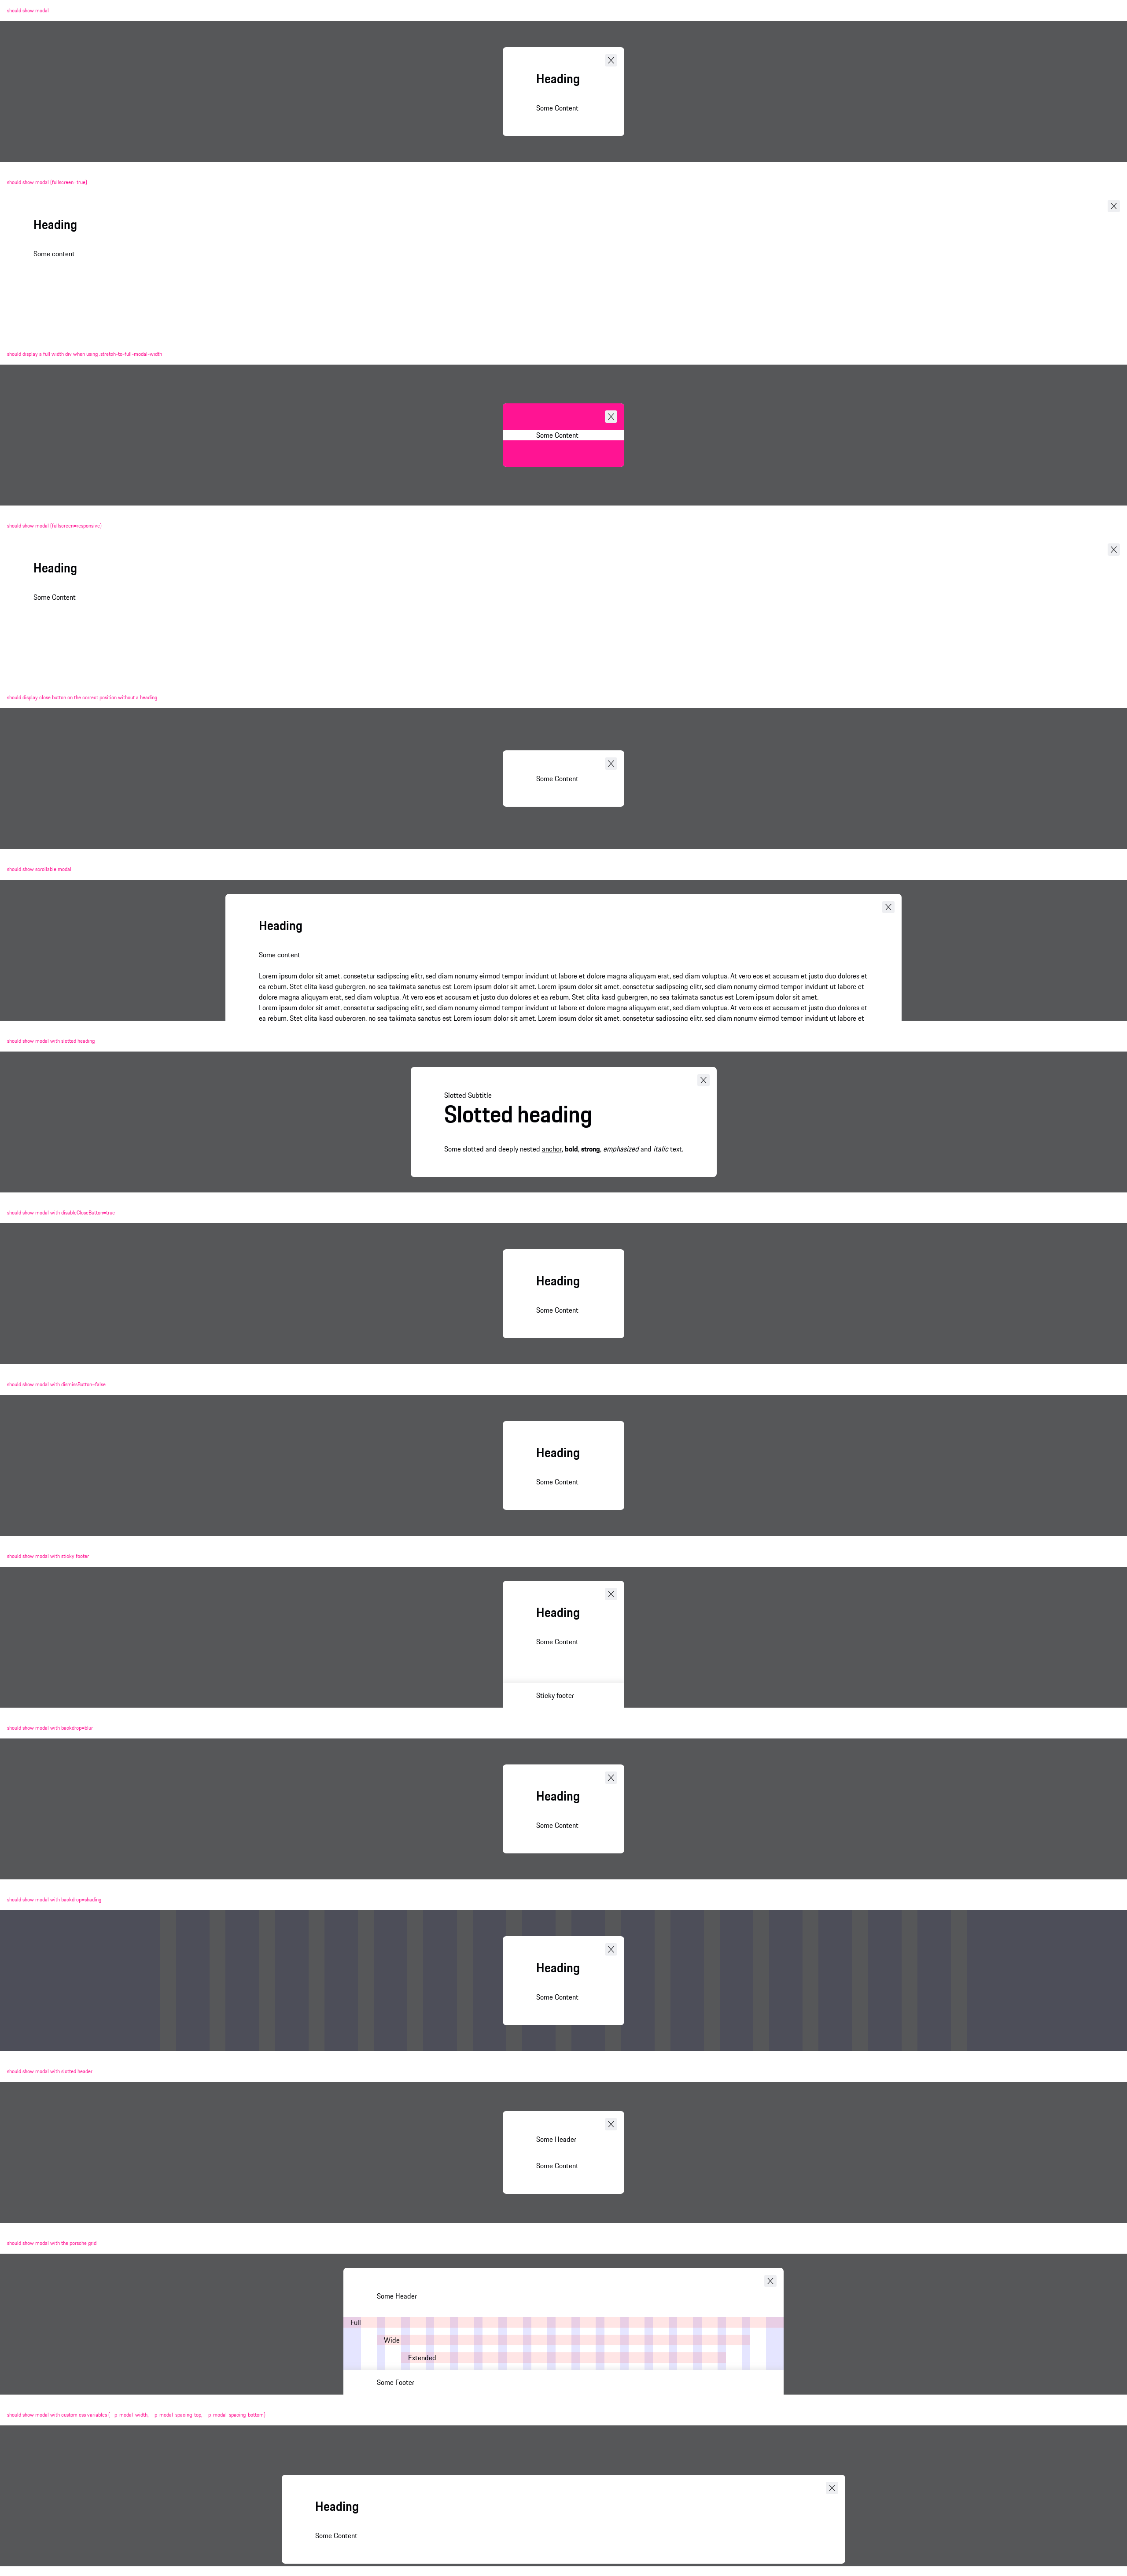 should show modal
Heading
Some Content
should show modal [fullscreen=true]
Heading
Some content
should display a full width div when using .stretch-to-full-modal-width
Some Content
should show modal [fullscreen=responsive]
Heading
Some Content
should display close button on the correct position without a heading
Some Content
should show scrollable modal
Heading
Some content
Lorem ipsum dolor sit amet, consetetur sadipscing elitr, sed diam nonumy eirmod tempor invidunt ut labore et dolore magna aliquyam erat, sed diam voluptua. At vero eos et accusam et justo duo dolores et
ea rebum. Stet clita kasd gubergren, no sea takimata sanctus est Lorem ipsum dolor sit amet. Lorem ipsum dolor sit amet, consetetur sadipscing elitr, sed diam nonumy eirmod tempor invidunt ut labore et
dolore magna aliquyam erat, sed diam voluptua. At vero eos et accusam et justo duo dolores et ea rebum. Stet clita kasd gubergren, no sea takimata sanctus est Lorem ipsum dolor sit amet.
Lorem ipsum dolor sit amet, consetetur sadipscing elitr, sed diam nonumy eirmod tempor invidunt ut labore et dolore magna aliquyam erat, sed diam voluptua. At vero eos et accusam et justo duo dolores et
ea rebum. Stet clita kasd gubergren, no sea takimata sanctus est Lorem ipsum dolor sit amet. Lorem ipsum dolor sit amet, consetetur sadipscing elitr, sed diam nonumy eirmod tempor invidunt ut labore et
should show modal with slotted heading
Slotted Subtitle
Slotted heading
Some slotted and deeply nested anchor, bold, strong, emphasized and italic text.
should show modal with disableCloseButton=true
Heading
Some Content
should show modal with dismissButton=false
Heading
Some Content
should show modal with sticky footer
Heading
Some Content
Sticky footer
should show modal with backdrop=blur
Heading
Some Content
should show modal with backdrop=shading
Heading
Some Content
should show modal with slotted header
Some Header
Some Content
should show modal with the porsche grid
Some Header
Full
Wide
Extended
Some Footer
should show modal with custom css variables [--p-modal-width, --p-modal-spacing-top, --p-modal-spacing-bottom]
Heading
Some Content